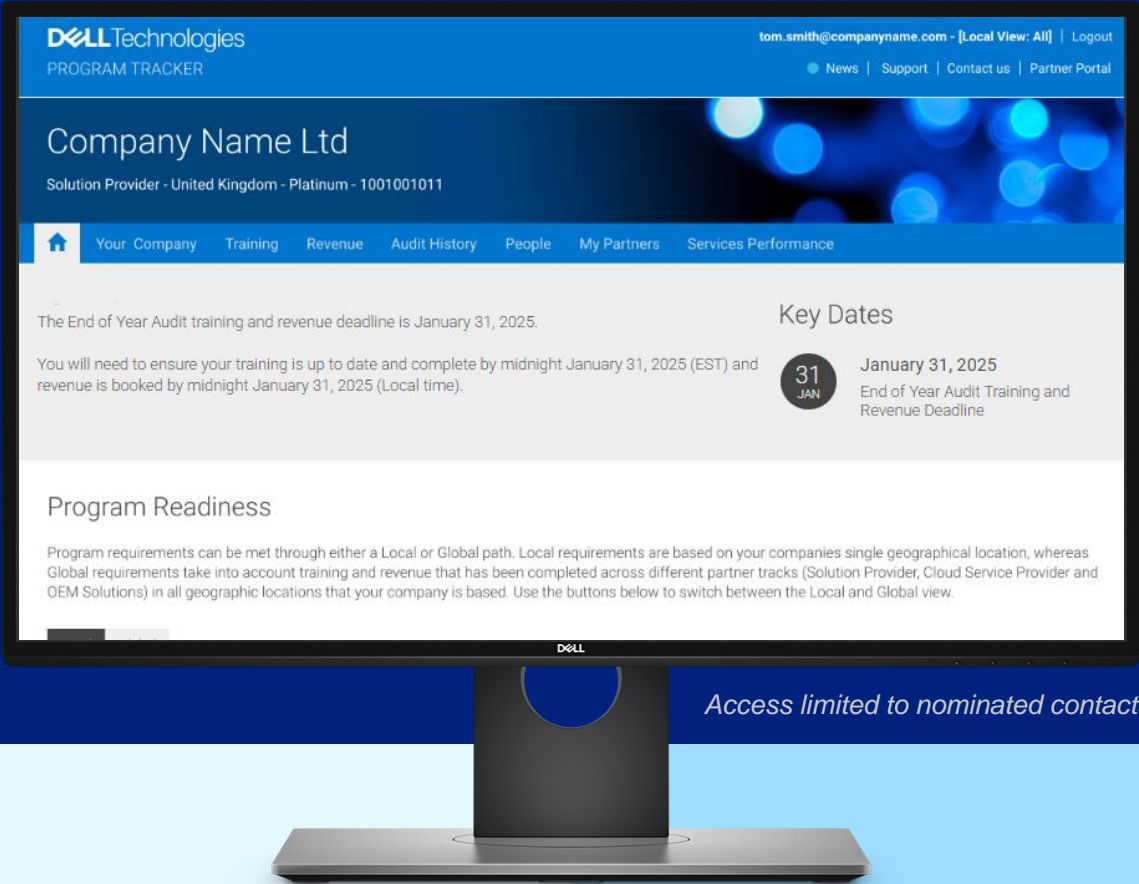 DELLTechnologies
PROGRAM TRACKER
tom.smith@companyname.com - [Local View: All] | Logout
News | Support | Contact us | Partner Portal
Company Name Ltd
Solution Provider - United Kingdom - Platinum - 1001001011
Your Company Training Revenue Audit History People My Partners Services Performance
The End of Year Audit training and revenue deadline is January 31, 2025.
You will need to ensure your training is up to date and complete by midnight January 31, 2025 (EST) and
revenue is booked by midnight January 31, 2025 (Local time).
Key Dates
31
JAN
January 31, 2025
End of Year Audit Training and
Revenue Deadline
Program Readiness
Program requirements can be met through either a Local or Global path. Local requirements are based on your companies single geographical location, whereas
Global requirements take into account training and revenue that has been completed across different partner tracks (Solution Provider, Cloud Service Provider and
OEM Solutions) in all geographic locations that your company is based. Use the buttons below to switch between the Local and Global view.
DELL
Access limited to nominated contact